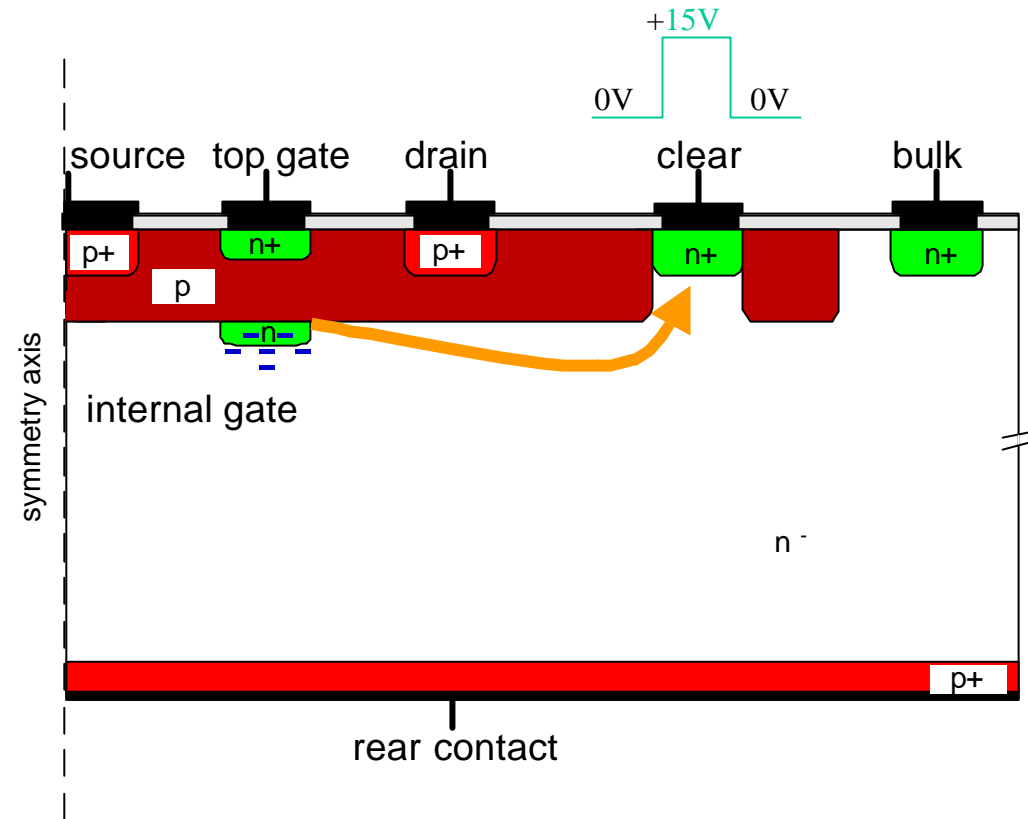 +15V
0V
0V
source
top gate
drain
clear
bulk
p+
n+
p+
n+
n+
p
n
internal gate
symmetry axis
n -
p+
rear contact